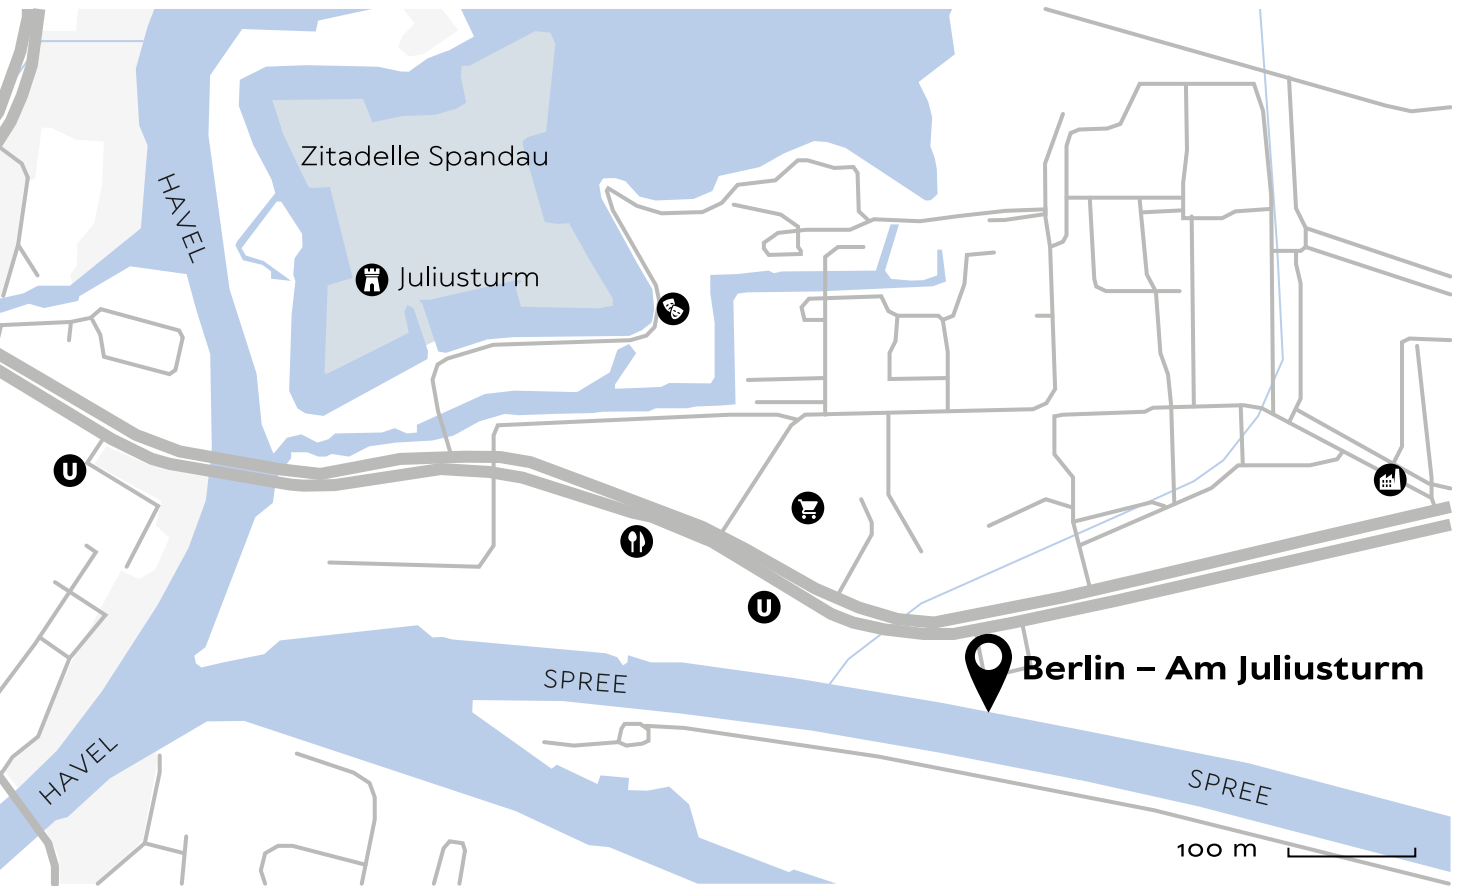 Zitadelle Spandau
HAVEL
Juliusturm
U
U
Berlin – Am Juliusturm
SPREE
HAVEL
SPREE
100 m